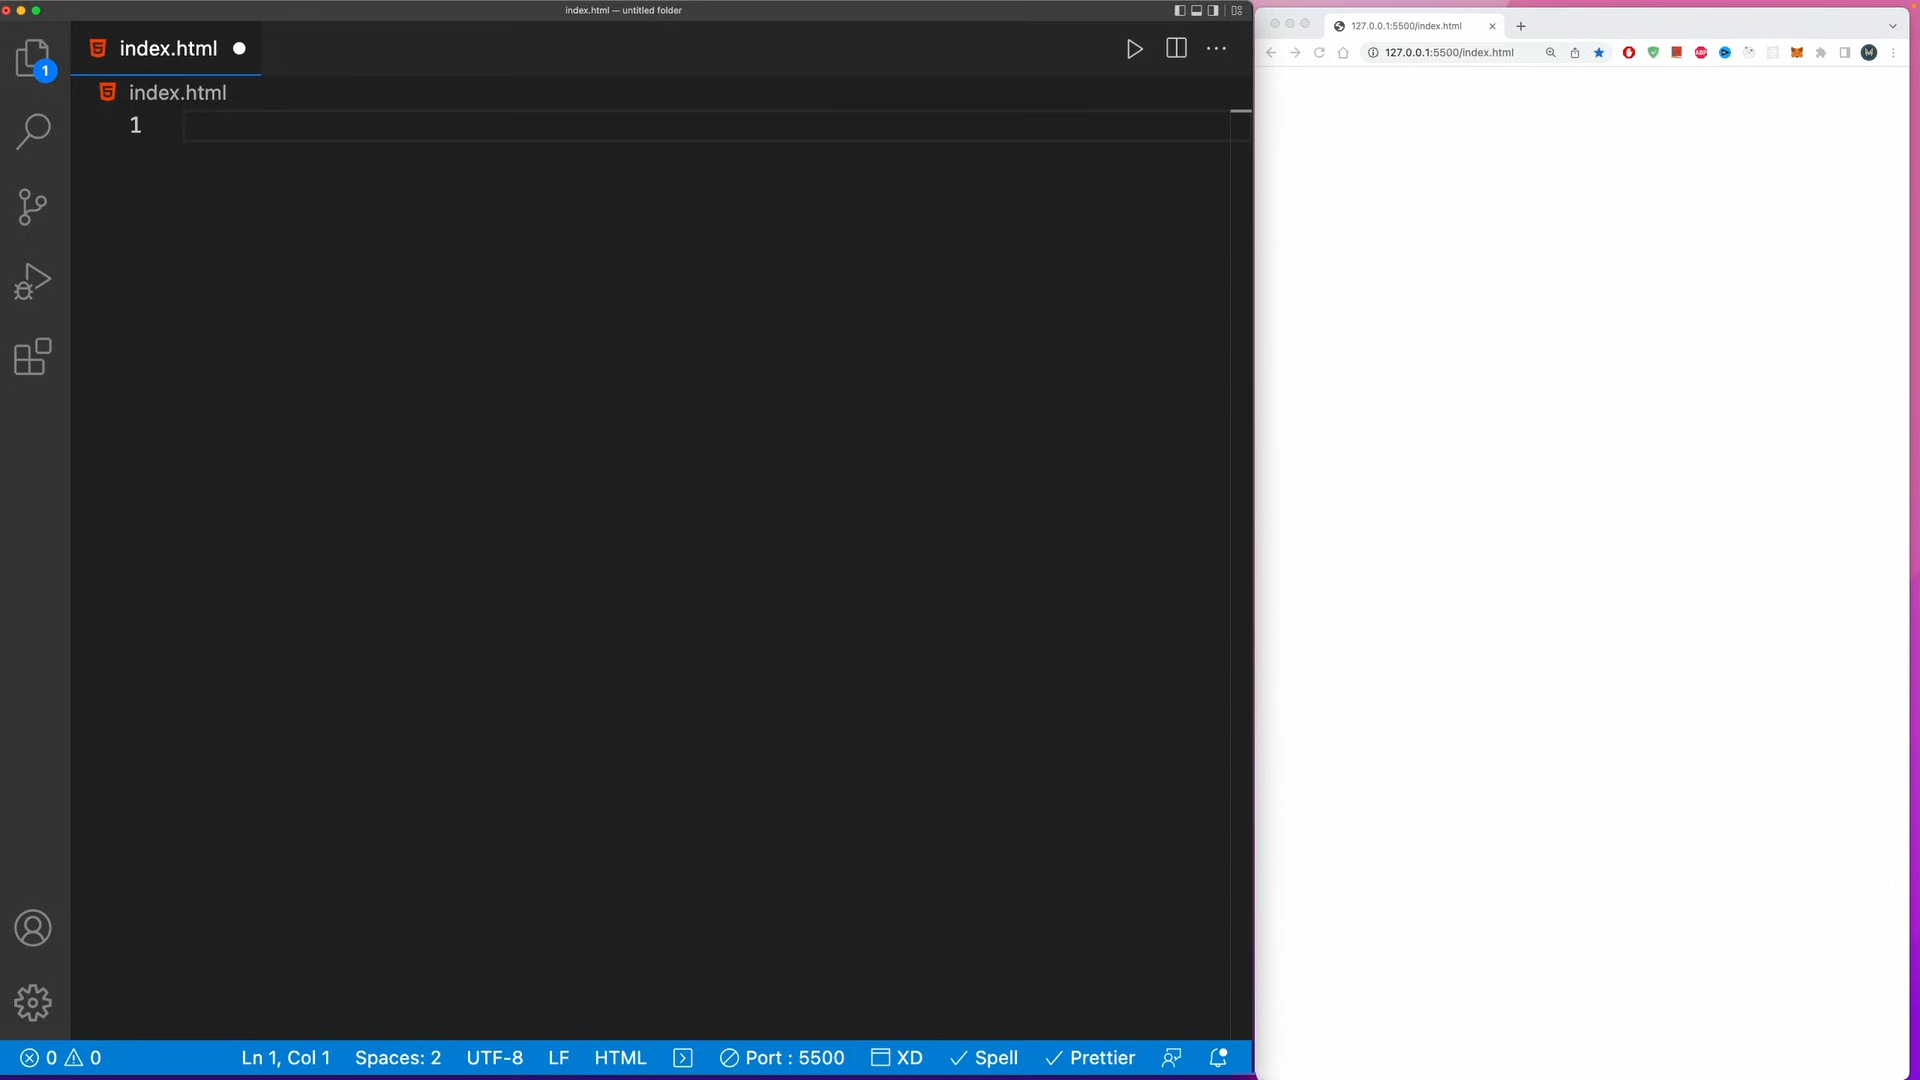 index.html — untitled folder
index.html
1
index.html
1
127.0.0.1:5500/index.html
127.0.0.1:5500/index.html
ABP
0 0
Ln 1, Col 1
Spaces: 2
UTF-8
LF
HTML
Port : 5500
XD
Spell
Prettier